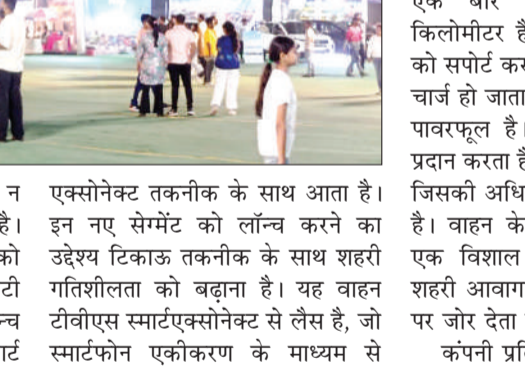 न
है।
को
टी
न्च
र्ट
एक्सोनेक्ट तकनीक के साथ आता है।
इन नए सेग्मेंट को लॉन्च करने का
उद्देश्य टिकाऊ तकनीक के साथ शहरी
गतिशीलता को बढ़ाना है। यह वाहन
टीवीएस स्मार्टएक्सोनेक्ट से लैस है, जो
स्मार्टफोन एकीकरण के माध्यम से
एक बार
किलोमीटर है
को सपोर्ट कर
चार्ज हो जाता
पावरफूल है।
प्रदान करता है
जिसकी अधि
है। वाहन के
एक विशाल
शहरी आवाग
पर जोर देता
कंपनी प्रति